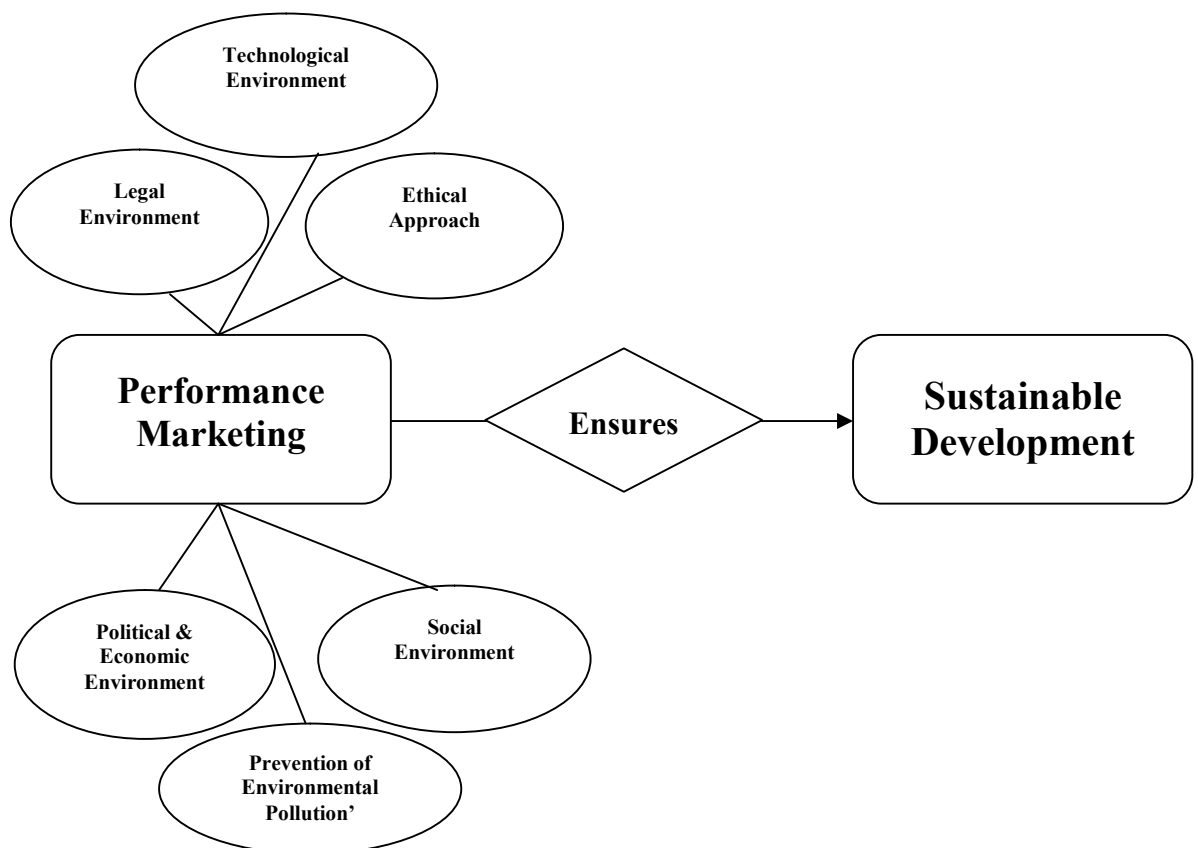 Technological
Environment
Legal
Environment
Ethical
Approach
Performance
Marketing
Ensures
Sustainable
Development
Political &
Economic
Environment
Social
Environment
Prevention of
Environmental
Pollution’